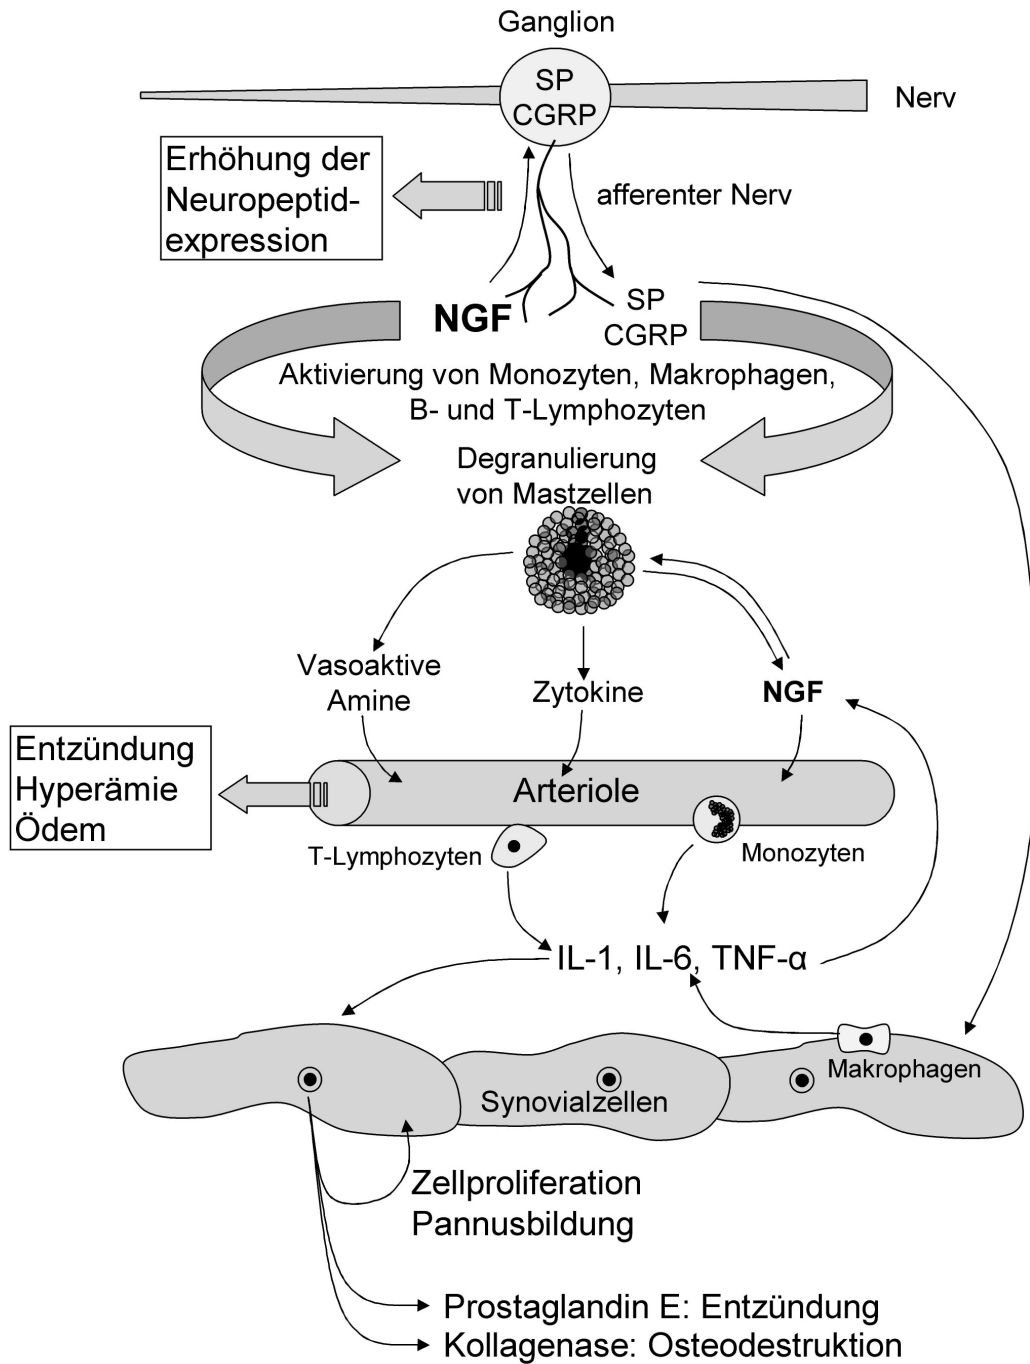 Ganglion
SP
CGRP
Nerv
Erhöhung der
Neuropeptid-
expression
afferenter Nerv
NGF
SP
CGRP
Aktivierung von Monozyten, Makrophagen,
B- und T-Lymphozyten
Degranulierung
von Mastzellen
Vasoaktive
Amine
Zytokine
NGF
Entzündung
Hyperämie
Ödem
Arteriole
T-Lymphozyten
Monozyten
IL-1, IL-6, TNF-α
Makrophagen
Synovialzellen
Zellproliferation
Pannusbildung
Prostaglandin E: Entzündung
Kollagenase: Osteodestruktion